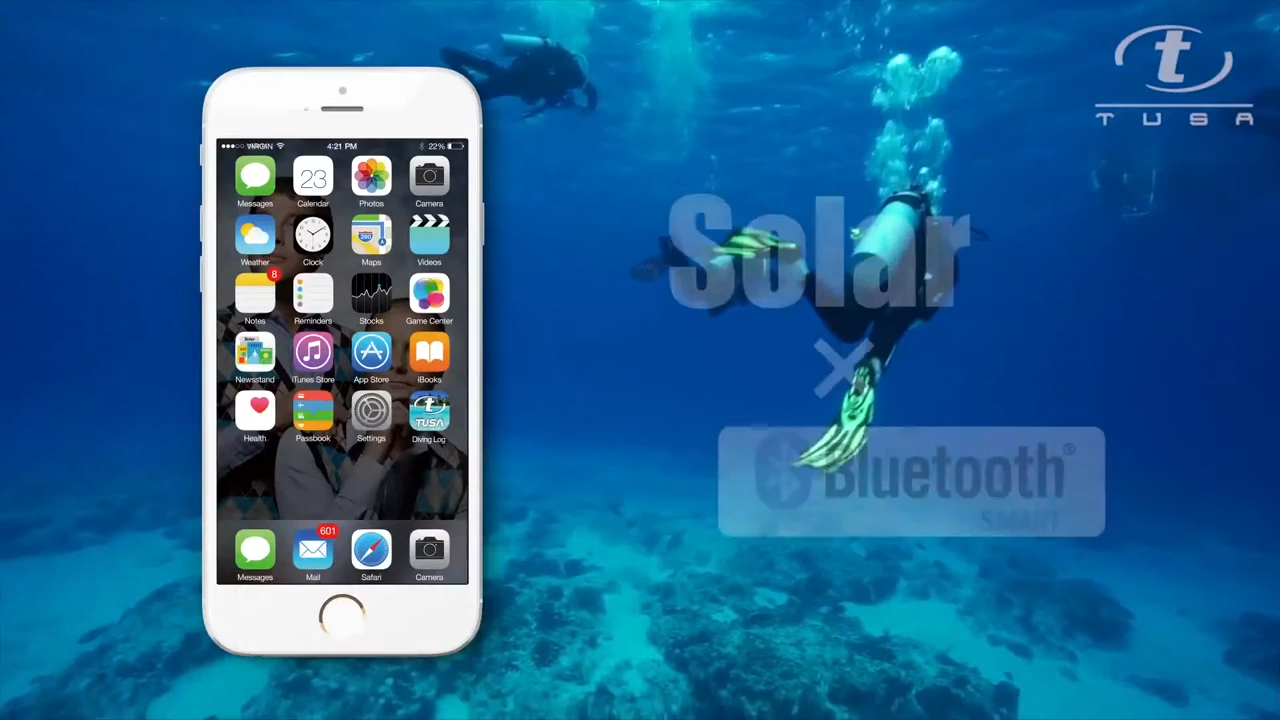 VIRGIN 4:21 PM 22%
Messages Calendar Photos Camera
23
Weather Clock Maps Videos
280
8
Notes Reminders Stocks Game Center
Newsstand iTunes Store App Store iBooks
t
TUSA
Health Passbook Settings Diving Log
601
Messages Mail Safari Camera
t
TUSA
Solar
×
Bluetooth®
SMART